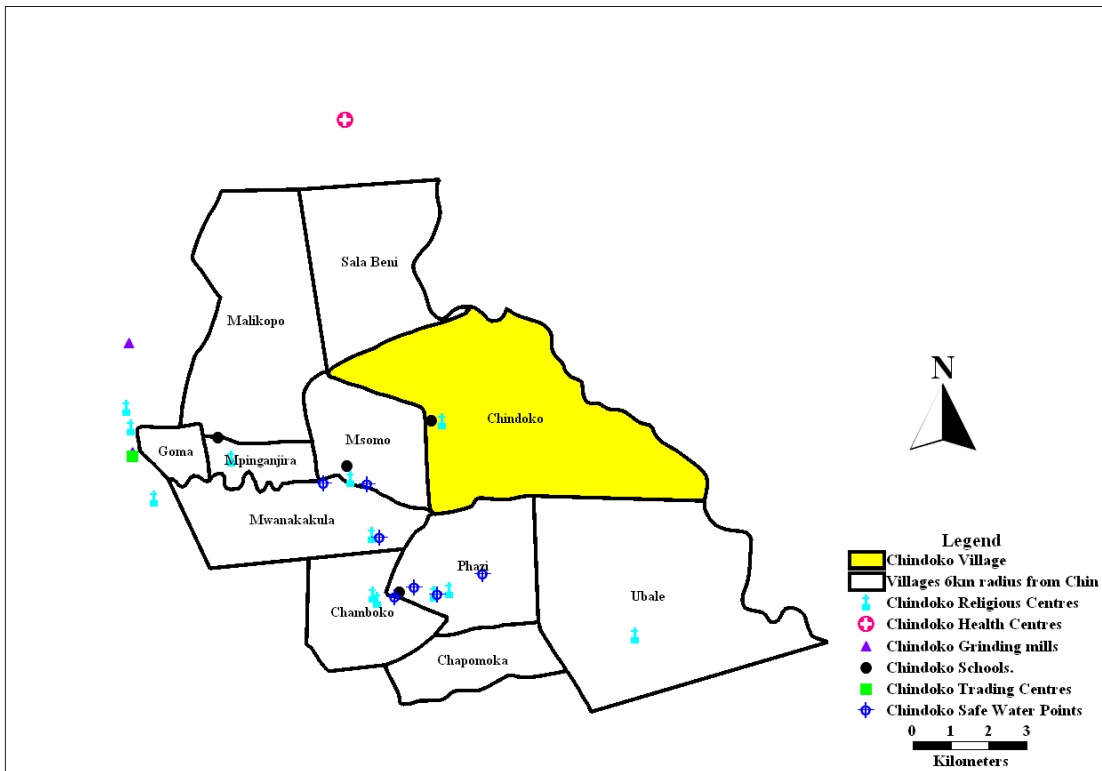 Sala Beni
Malikopo
N
Chindoko
Msomo
Goma
Mpinganjira
Mwanakakula
Phazi
Ubale
Chamboko
Chapomoka
Legend
Chindoko Village
Villages 6km radius from Chin
Chindoko Religious Centres
Chindoko Health Centres
Chindoko Grinding mills
Chindoko Schools.
Chindoko Trading Centres
Chindoko Safe Water Points
0 1 2 3
Kilometers